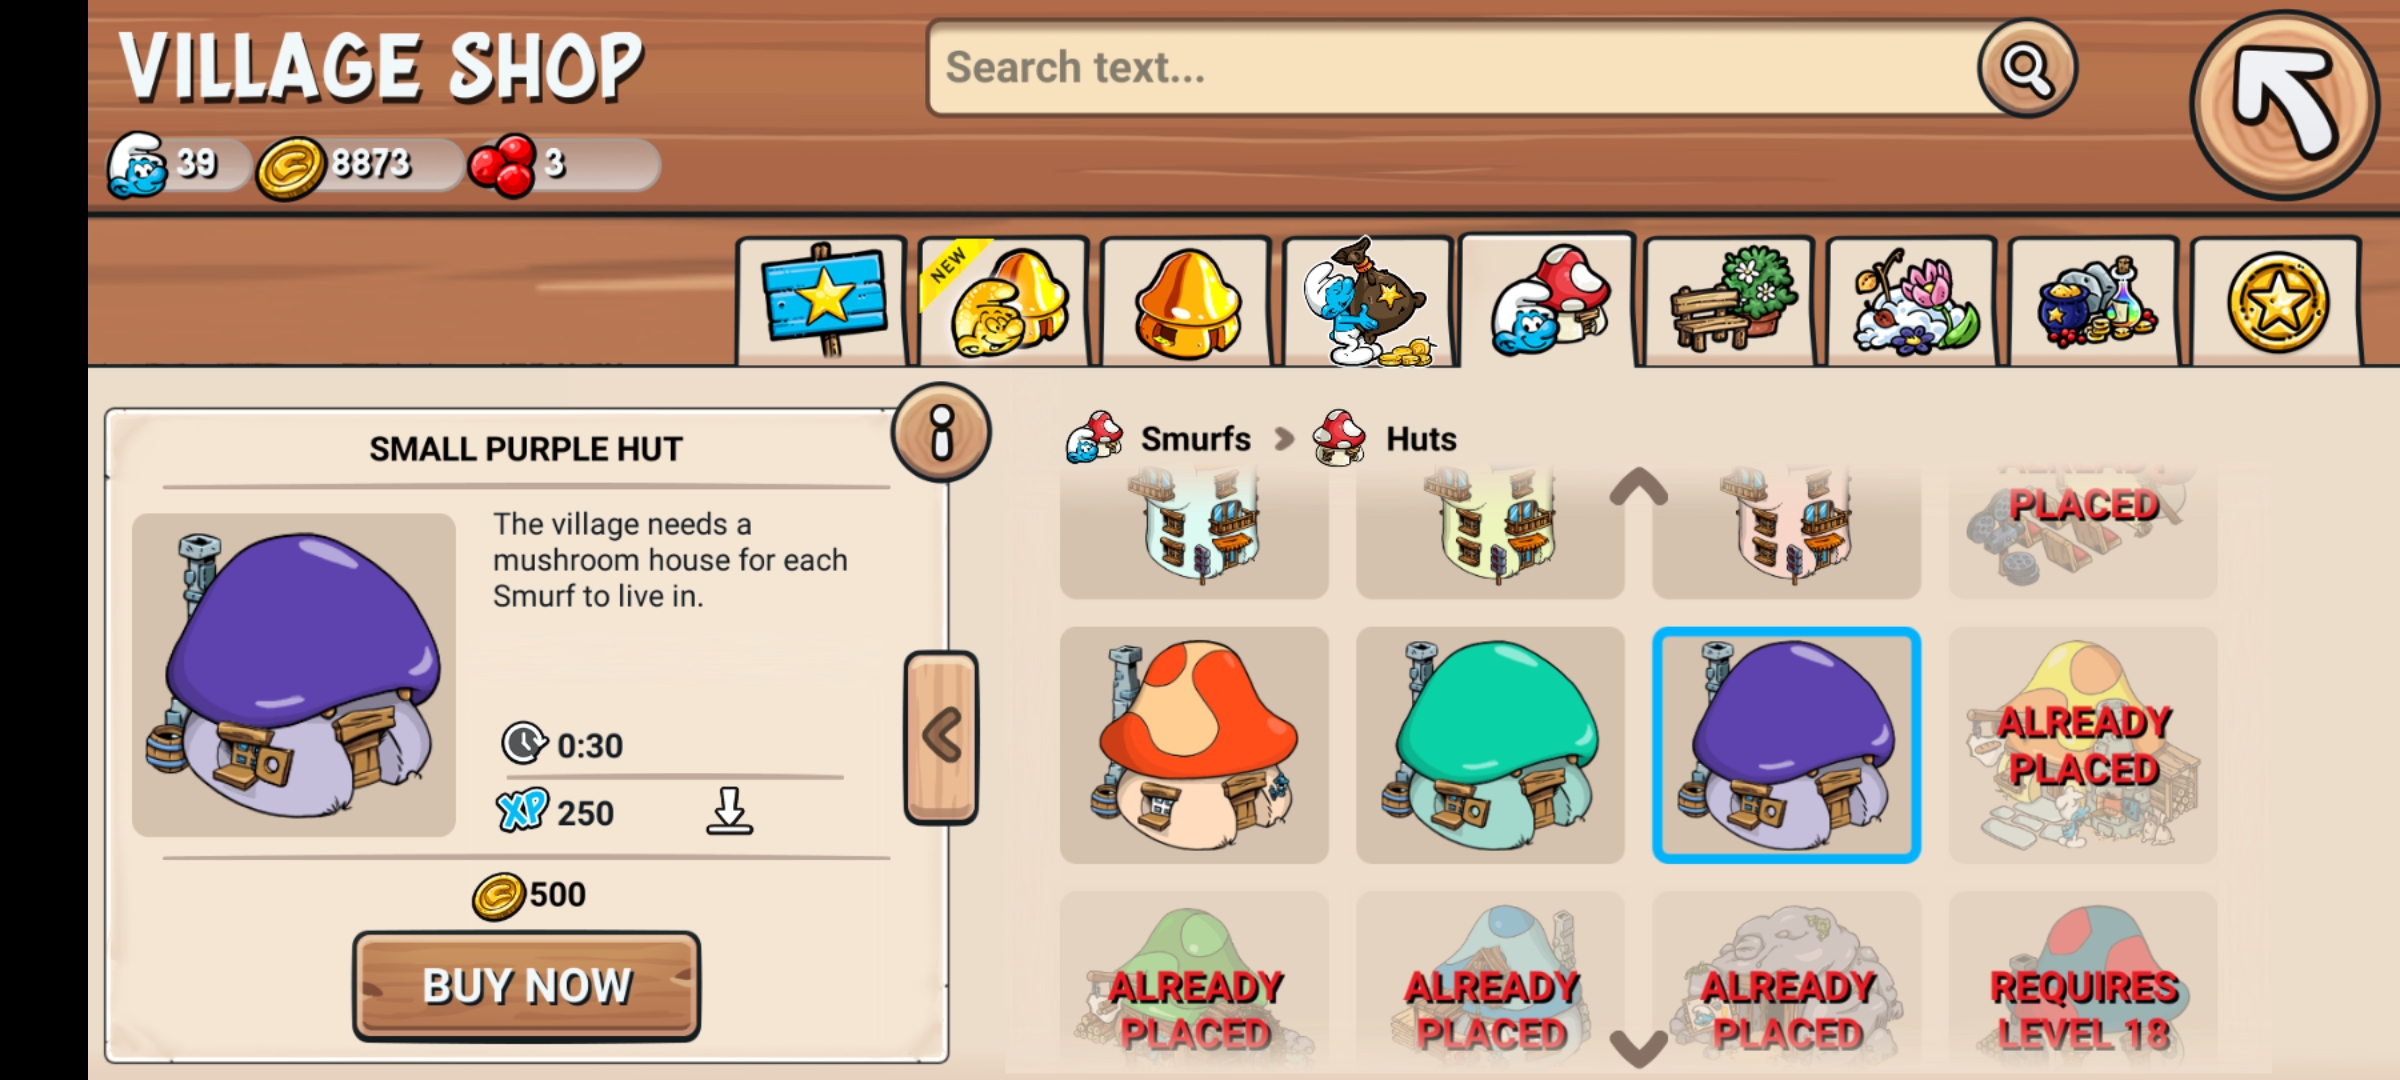 VILLAGE SHOP
Search text...
39 8873 3
NEW
SMALL PURPLE HUT
The village needs a
mushroom house for each
Smurf to live in.
0:30
XP 250
500
BUY NOW
Smurfs > Huts
ALREADY
PLACED
ALREADY
PLACED
ALREADY
PLACED
ALREADY
PLACED
ALREADY
PLACED
REQUIRES
LEVEL 18